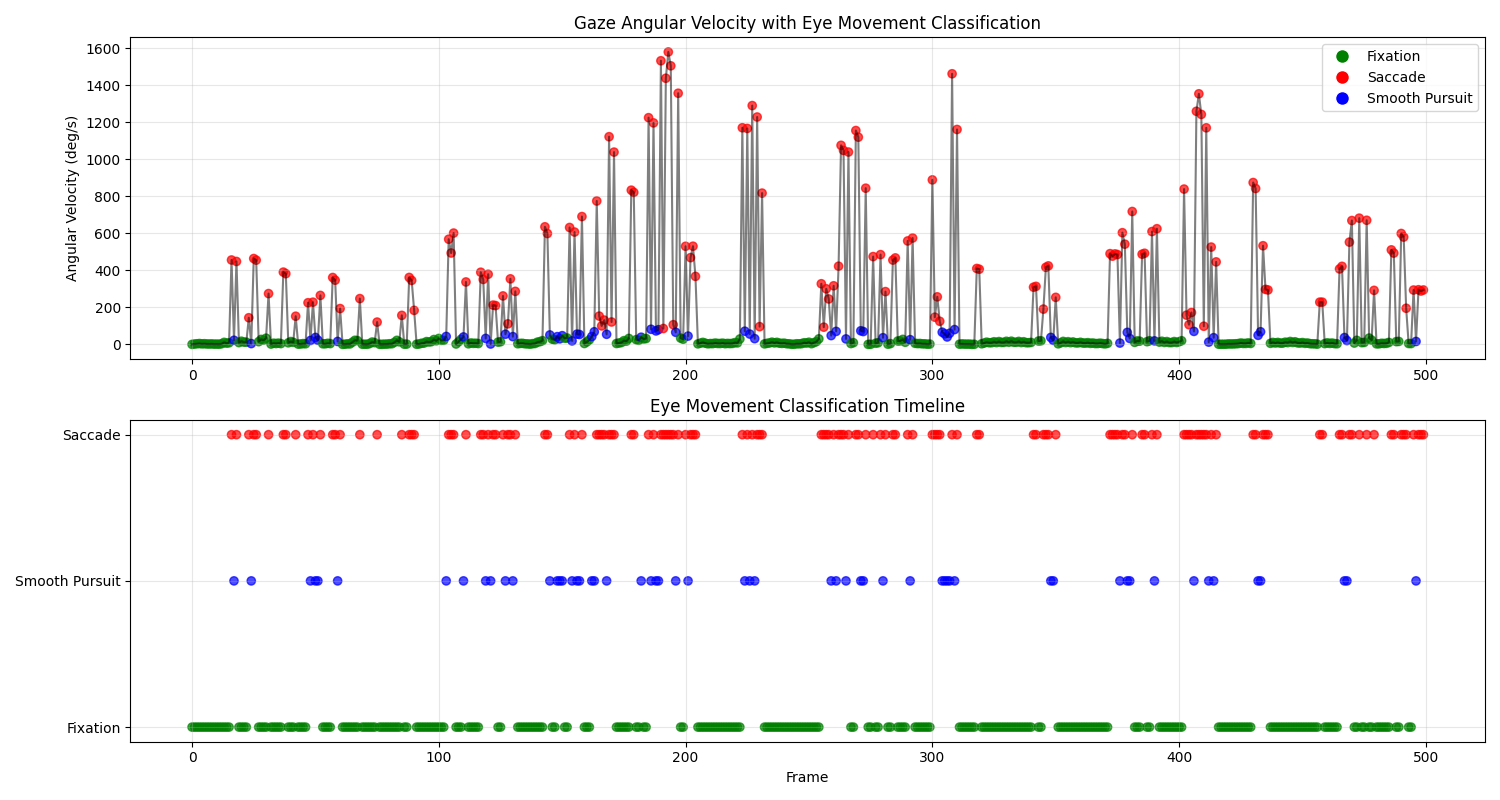 Gaze Angular Velocity with Eye Movement Classification
Angular Velocity (deg/s)
1600
1400
1200
1000
800
600
400
200
0
Fixation
Saccade
Smooth Pursuit
0
100
200
300
400
500
Eye Movement Classification Timeline
Saccade
Smooth Pursuit
Fixation
0
100
200
300
400
500
Frame